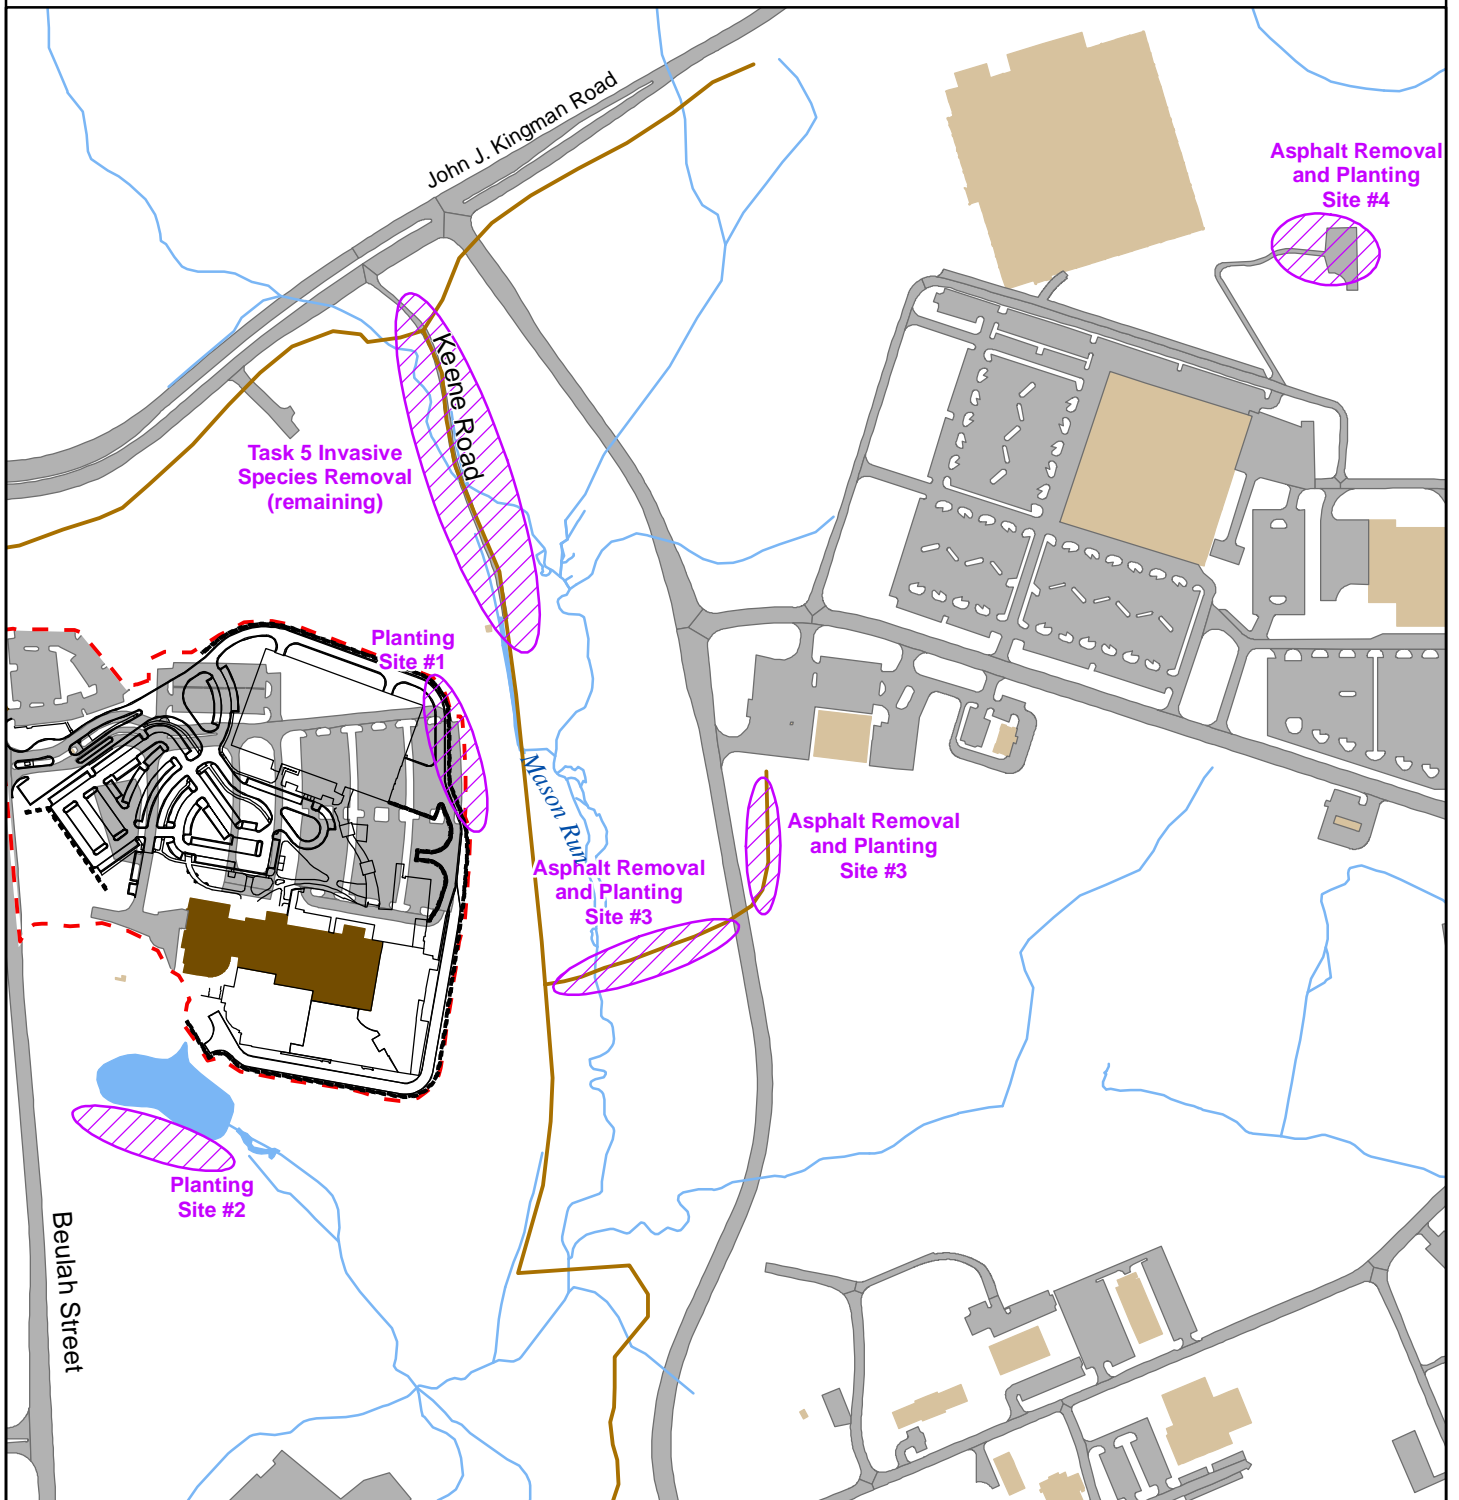 John J. Kingman Road
Asphalt Removal
and Planting
Site #4
Keene Road
Task 5 Invasive
Species Removal
(remaining)
Planting
Site #1
Mason Run
Asphalt Removal
and Planting
Site #3
Asphalt Removal
and Planting
Site #3
Planting
Site #2
Beulah Street